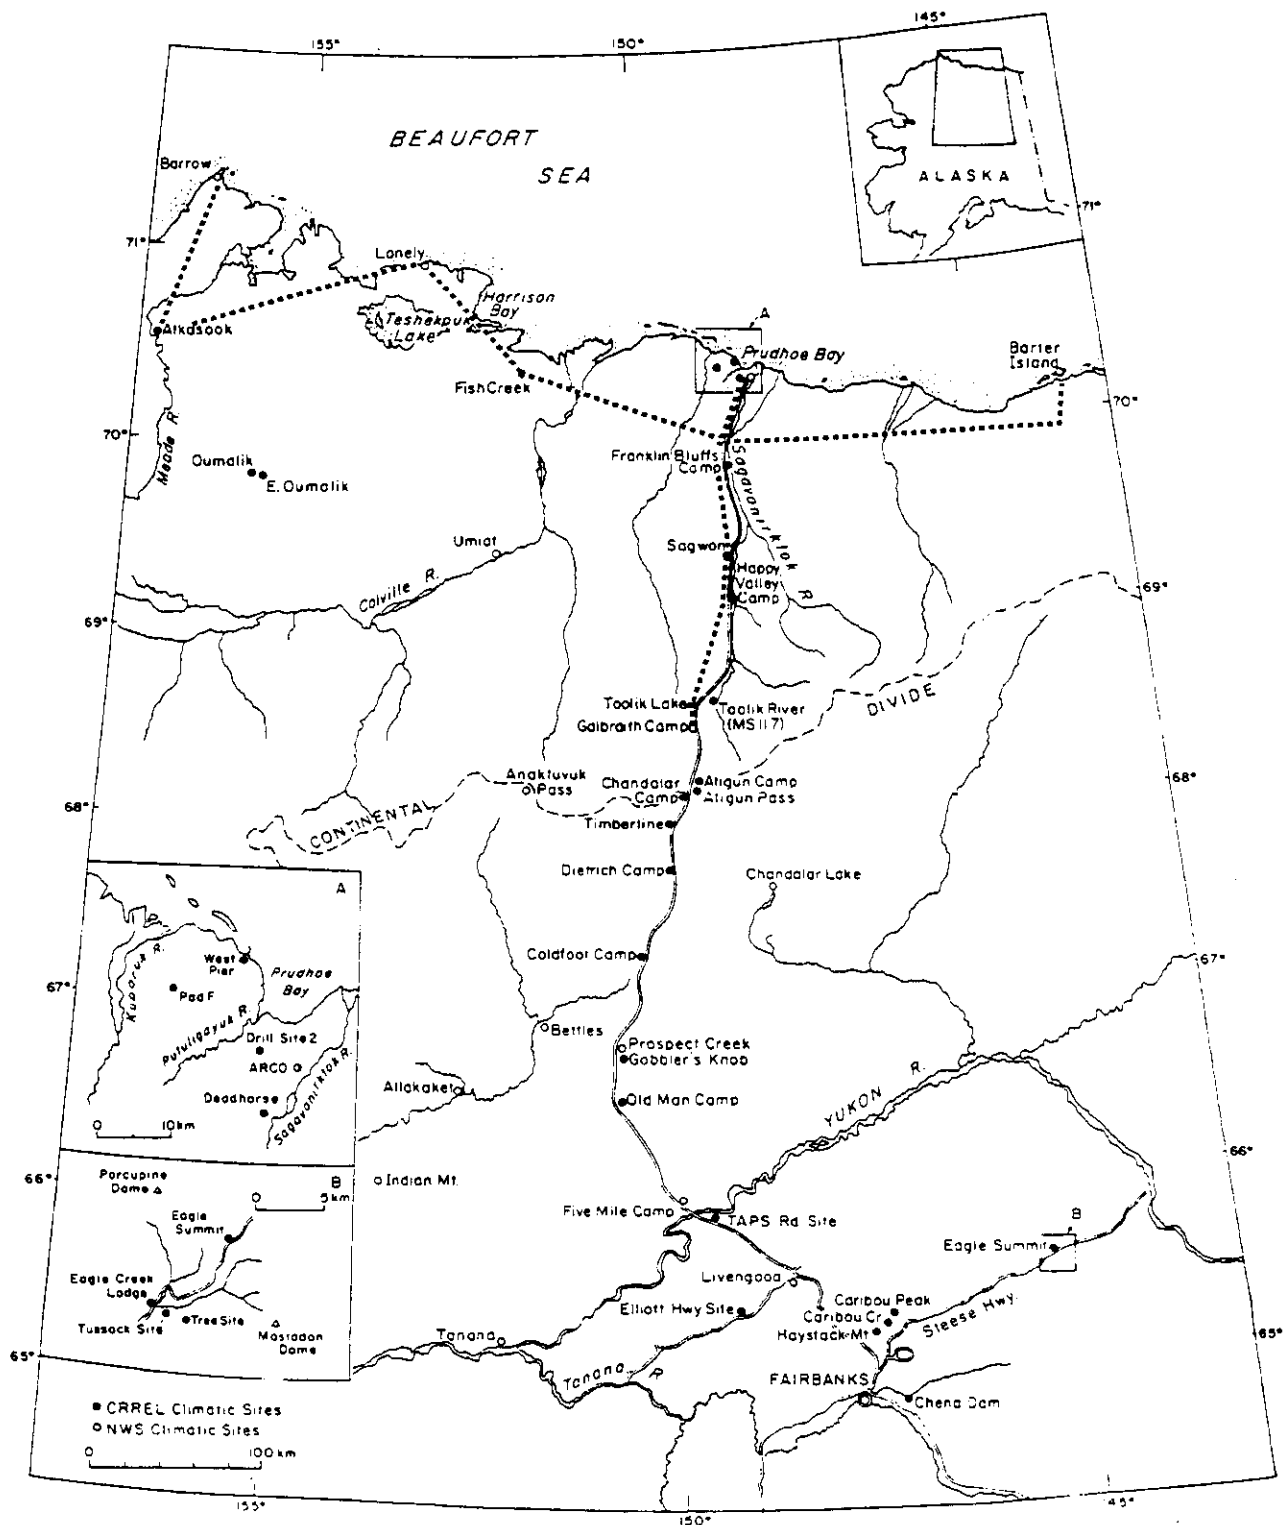 155°
150°
145°
BEAUFORT
SEA
ALASKA
71°
Barrow
71°
Lonely
Harrison
Bay
Teshekpuk
Lake
Atkasook
A
Prudhoe Bay
Barter
Island
Fish Creek
70°
70°
Meade R.
Oumalik
E. Oumalik
Franklin Bluffs
Camp
Sagavanirktok R.
Umiat
Sagwon
Happy
Valley
Camp
Colville R.
69°
69°
Toolik Lake
Galbraith Camp
Toolik River
(MS117)
DIVIDE
Anaktuvuk
Pass
Chandalar
Camp
Atigun Camp
Atigun Pass
68°
68°
CONTINENTAL
Timberline
Dietrich Camp
Chandalar Lake
Coldfoot Camp
67°
67°
A
Kuparuk R.
West
Pier
Prudhoe
Bay
Pad F
Putuligayuk R.
Drill Site 2
ARCO
Deadhorse
Sagavanirktok R.
0
10km
Bettles
Prospect Creek
Gobbler's Knob
Allakaket
Old Man Camp
YUKON R.
66°
66°
Indian Mt.
B
Porcupine
Dome
0
5km
Eagle
Summit
Eagle Creek
Lodge
Tussock Site
Tree Site
Mastadon
Dome
Five Mile Camp
TAPS Rd. Site
B
Eagle Summit
Livengood
Elliott Hwy Site
Caribou Peak
Caribou Cr.
Haystack Mt
Steese Hwy.
65°
65°
Tanana
Tanana R
FAIRBANKS
Chena Dam
CRREL Climatic Sites
NWS Climatic Sites
0
100 km
155°
150°
145°